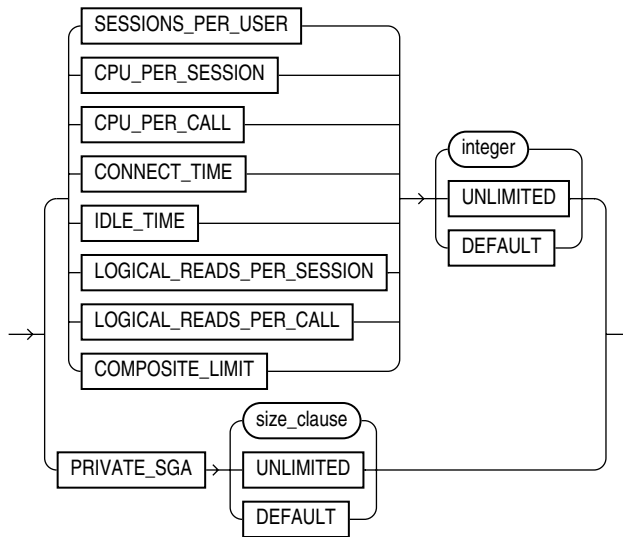 SESSIONS_PER_USER
CPU_PER_SESSION
CPU_PER_CALL
CONNECT_TIME
IDLE_TIME
LOGICAL_READS_PER_SESSION
LOGICAL_READS_PER_CALL
COMPOSITE_LIMIT
integer
UNLIMITED
DEFAULT
PRIVATE_SGA
size_clause
UNLIMITED
DEFAULT